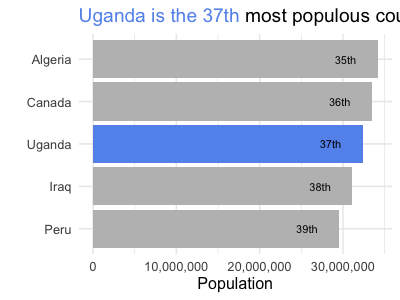 Uganda is the 37th most populous cou
Algeria 35th
Canada 36th
Uganda 37th
Iraq 38th
Peru 39th
0 10,000,000 20,000,000 30,000,000
Population